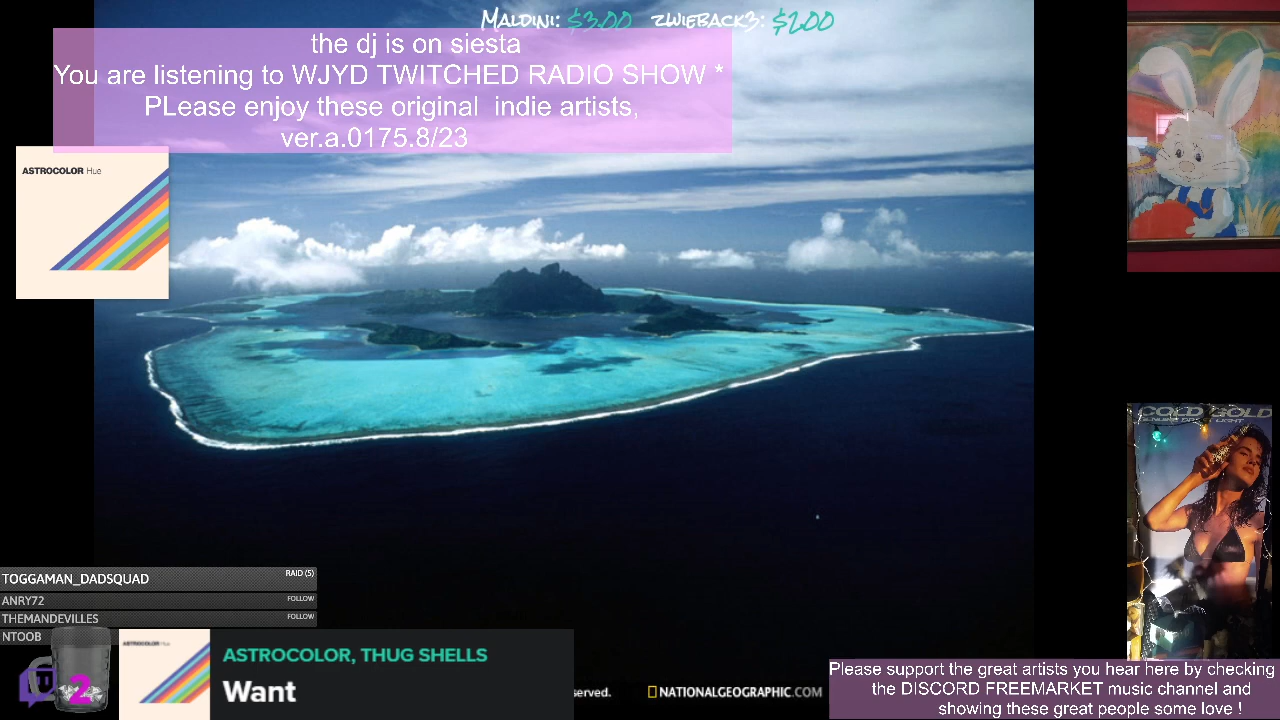 Maldini: $3.00 zwieback3: $2.00
the dj is on siesta
You are listening to WJYD TWITCHED RADIO SHOW *
PLease enjoy these original indie artists,
ver.a.0175.8/23
ASTROCOLOR Hue
COLD GOLD
TOGGAMAN_DADSQUAD RAID (5)
ANRY72 FOLLOW
THEMANDEVILLES FOLLOW
NTOOB
2
ASTROCOLOR, THUG SHELLS
Want
served.
NATIONALGEOGRAPHIC.COM
Please support the great artists you hear here by checking
the DISCORD FREEMARKET music channel and
showing these great people some love !